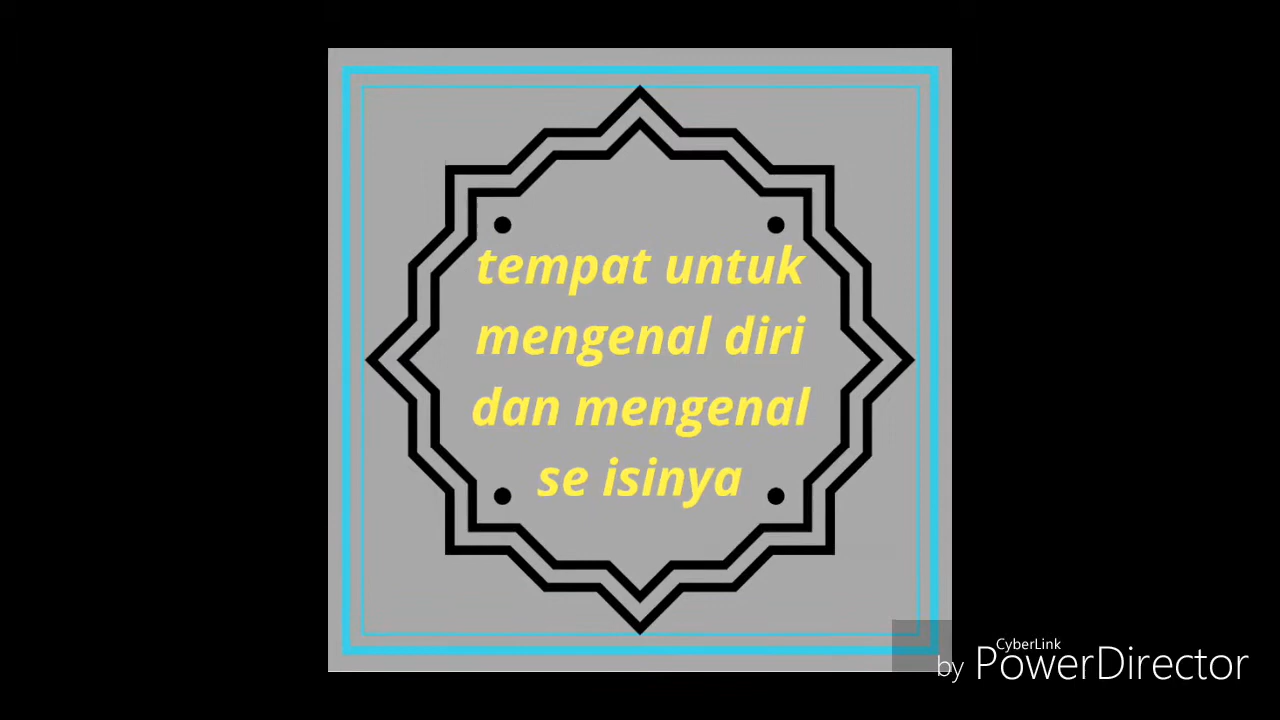 tempat untuk
mengenal diri
dan mengenal
se isinya
CyberLink
by PowerDirector